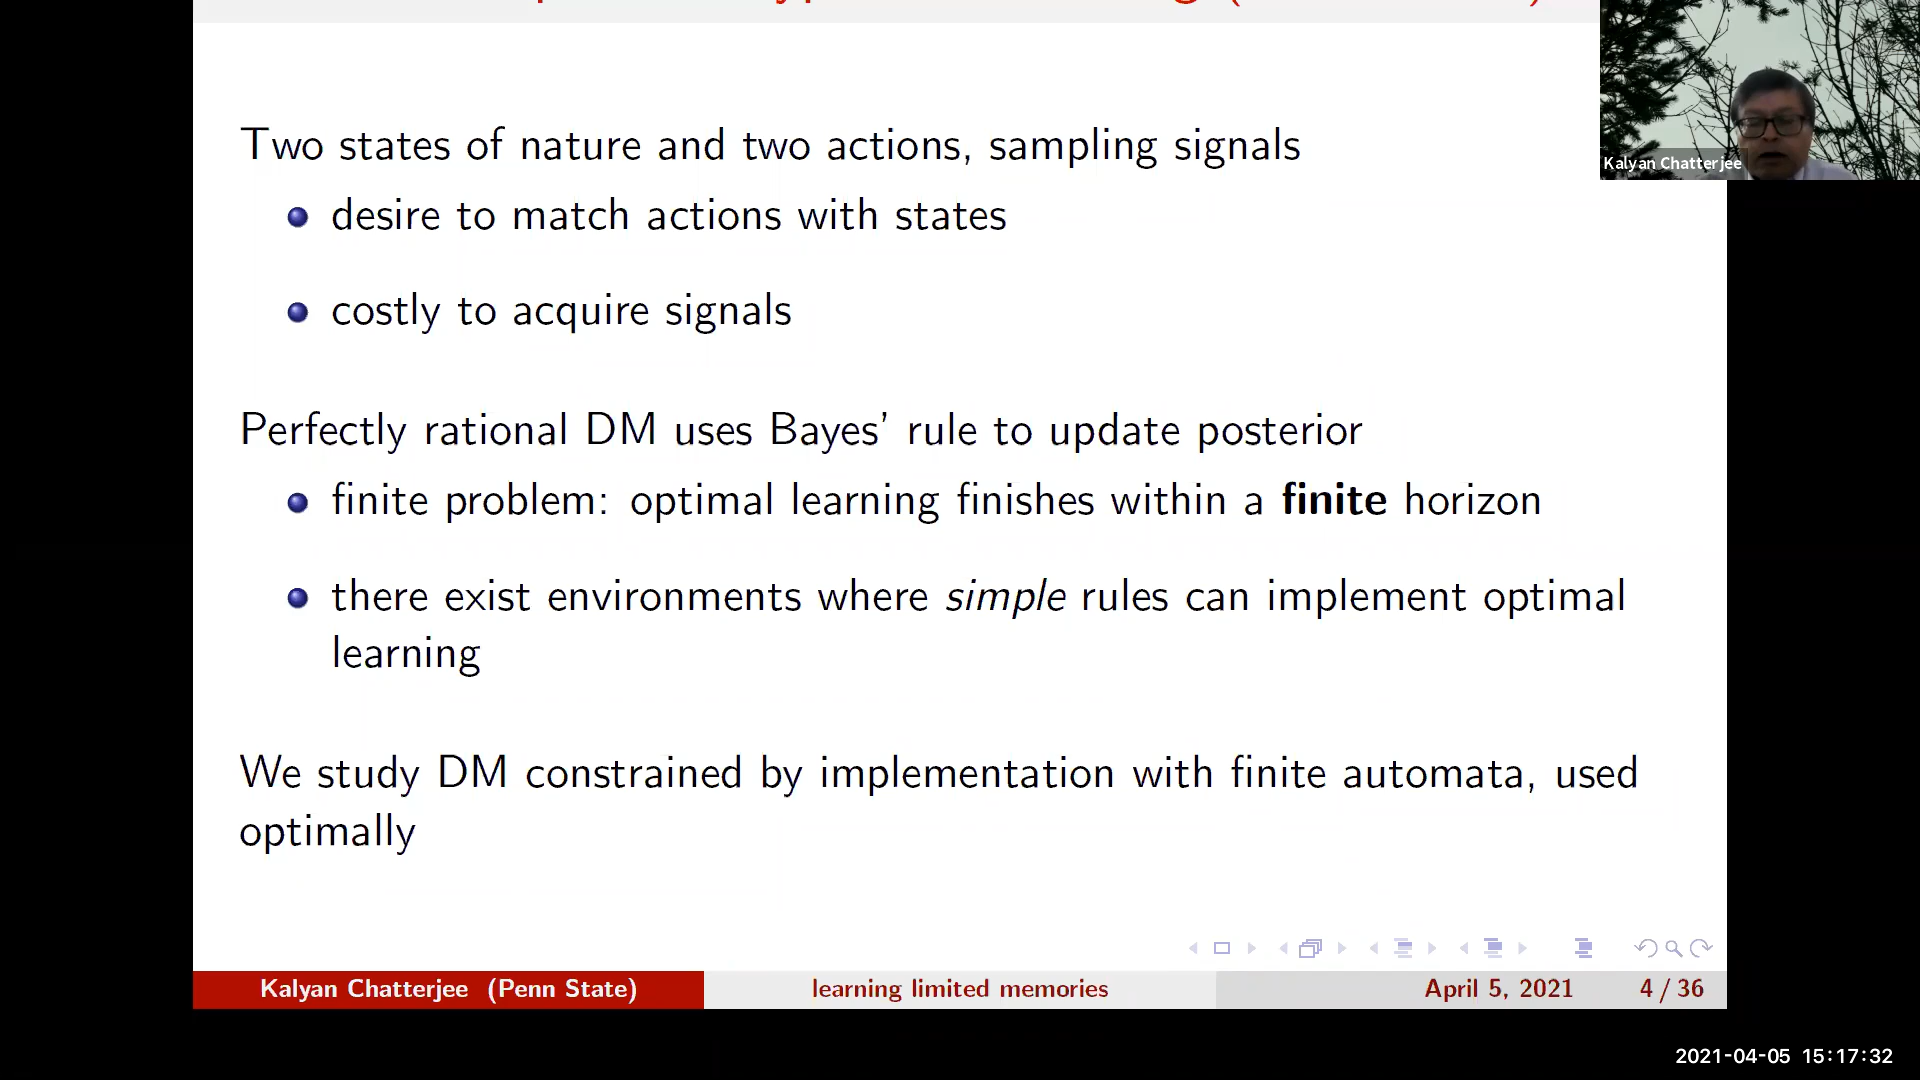 Two states of nature and two actions, sampling signals
desire to match actions with states
costly to acquire signals
Perfectly rational DM uses Bayes' rule to update posterior
finite problem: optimal learning finishes within a finite horizon
there exist environments where simple rules can implement optimal
learning
We study DM constrained by implementation with finite automata, used
optimally
Kalyan Chatterjee
Kalyan Chatterjee (Penn State)
learning limited memories
April 5, 2021
4 / 36
2021-04-05 15:17:32